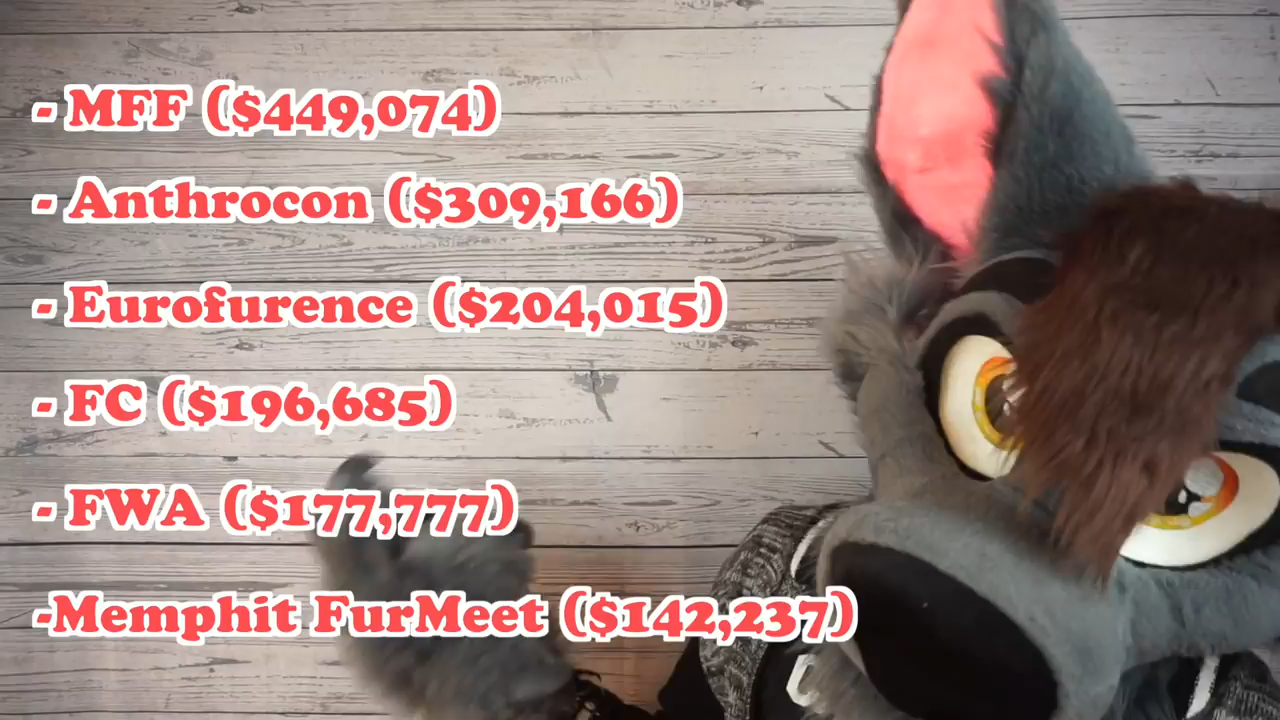 - MFF ($449,074)
- Anthrocon ($309,166)
- Eurofurence ($204,015)
- FC ($196,685)
- FWA ($177,777)
-Memphit FurMeet ($142,237)